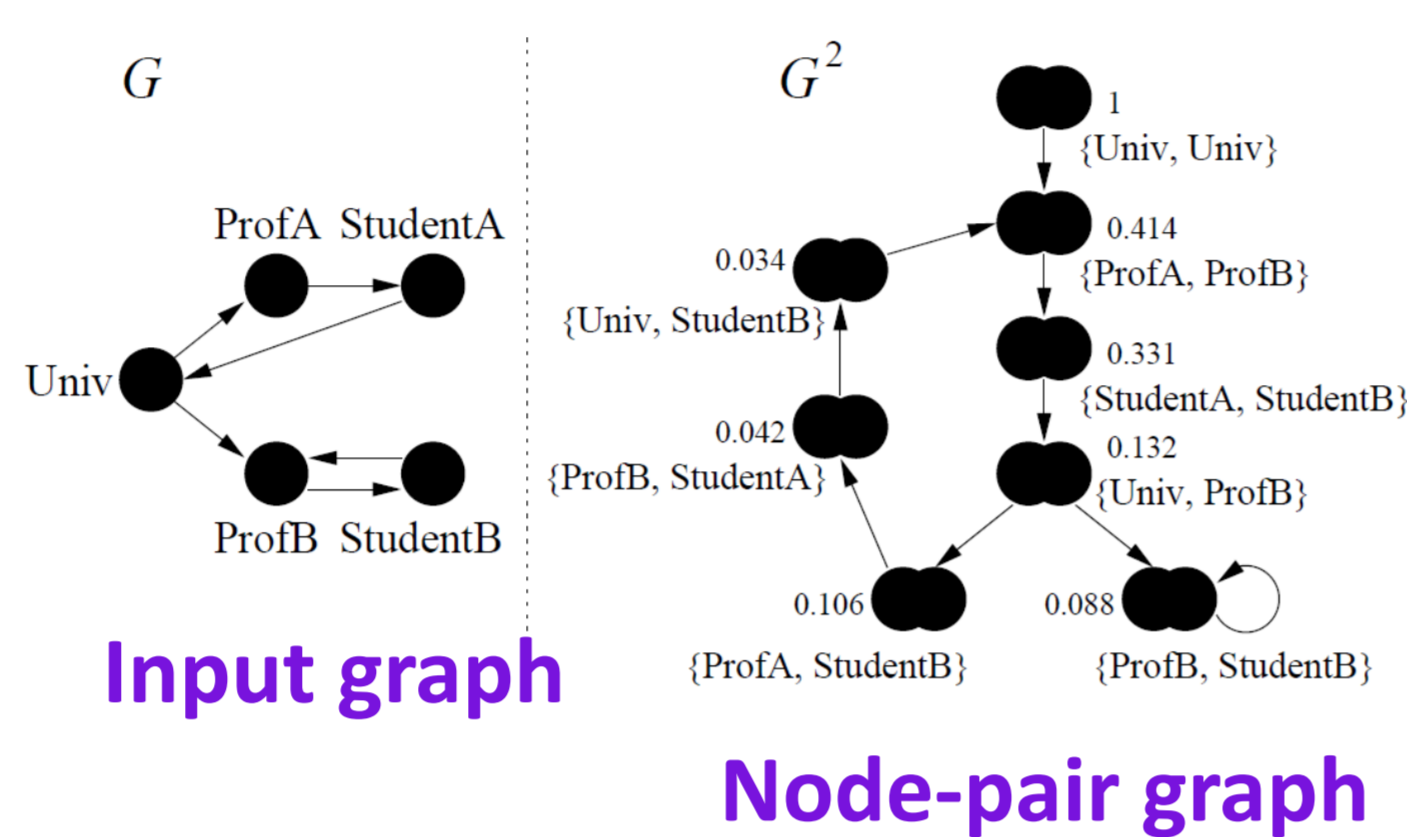 G
ProfA StudentA
Univ
ProfB StudentB
Input graph
G²
1
{Univ, Univ}
0.414
{ProfA, ProfB}
0.034
{Univ, StudentB}
0.331
{StudentA, StudentB}
0.042
{ProfB, StudentA}
0.132
{Univ, ProfB}
0.106
{ProfA, StudentB}
0.088
{ProfB, StudentB}
Node-pair graph